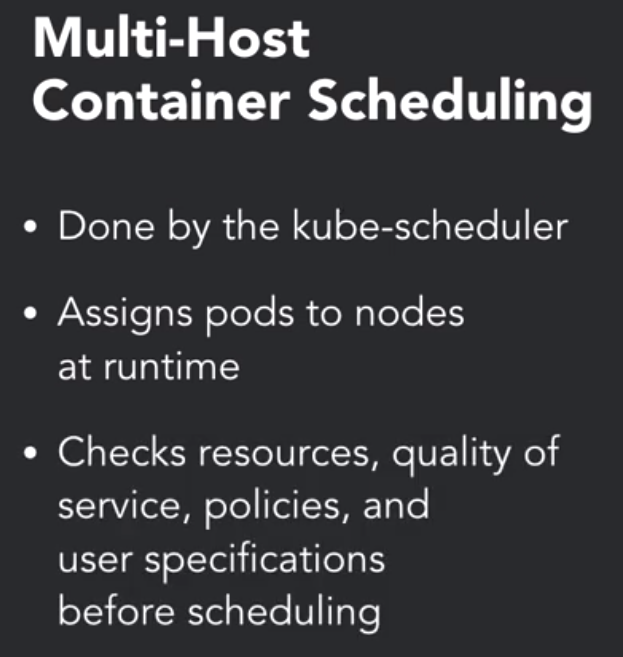 Multi-Host
Container Scheduling
• Done by the kube-scheduler
• Assigns pods to nodes
at runtime
• Checks resources, quality of
service, policies, and
user specifications
before scheduling